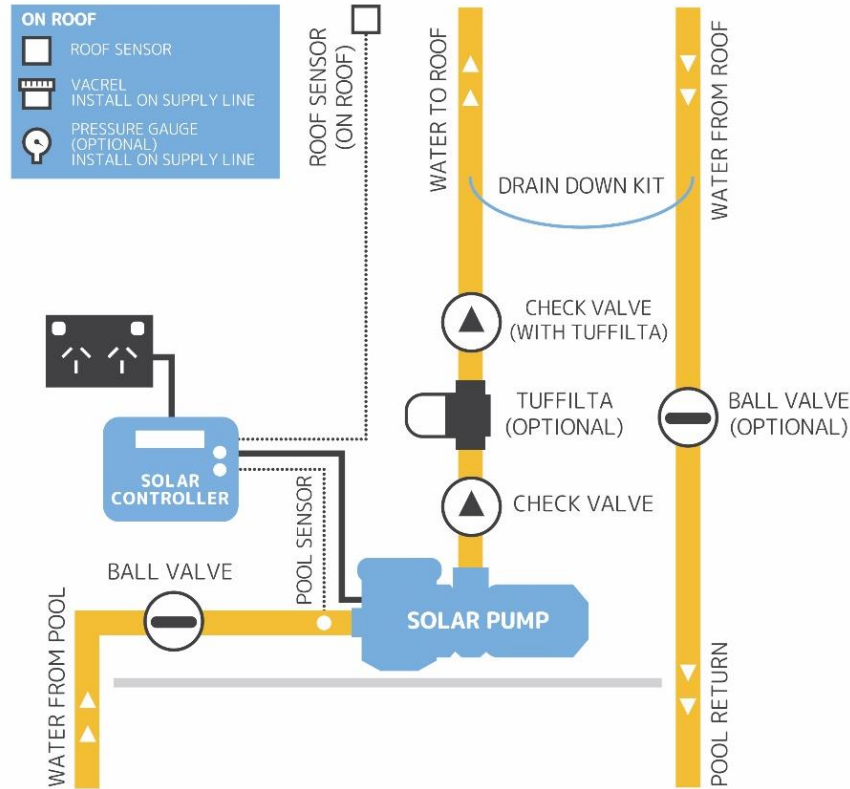 ON ROOF
ROOF SENSOR
VACREL
INSTALL ON SUPPLY LINE
PRESSURE GAUGE
(OPTIONAL)
INSTALL ON SUPPLY LINE
ROOF SENSOR
(ON ROOF)
WATER TO ROOF
WATER FROM ROOF
DRAIN DOWN KIT
CHECK VALVE
(WITH TUFFILTA)
TUFFILTA
(OPTIONAL)
BALL VALVE
(OPTIONAL)
SOLAR
CONTROLLER
POOL SENSOR
CHECK VALVE
BALL VALVE
SOLAR PUMP
WATER FROM POOL
POOL RETURN